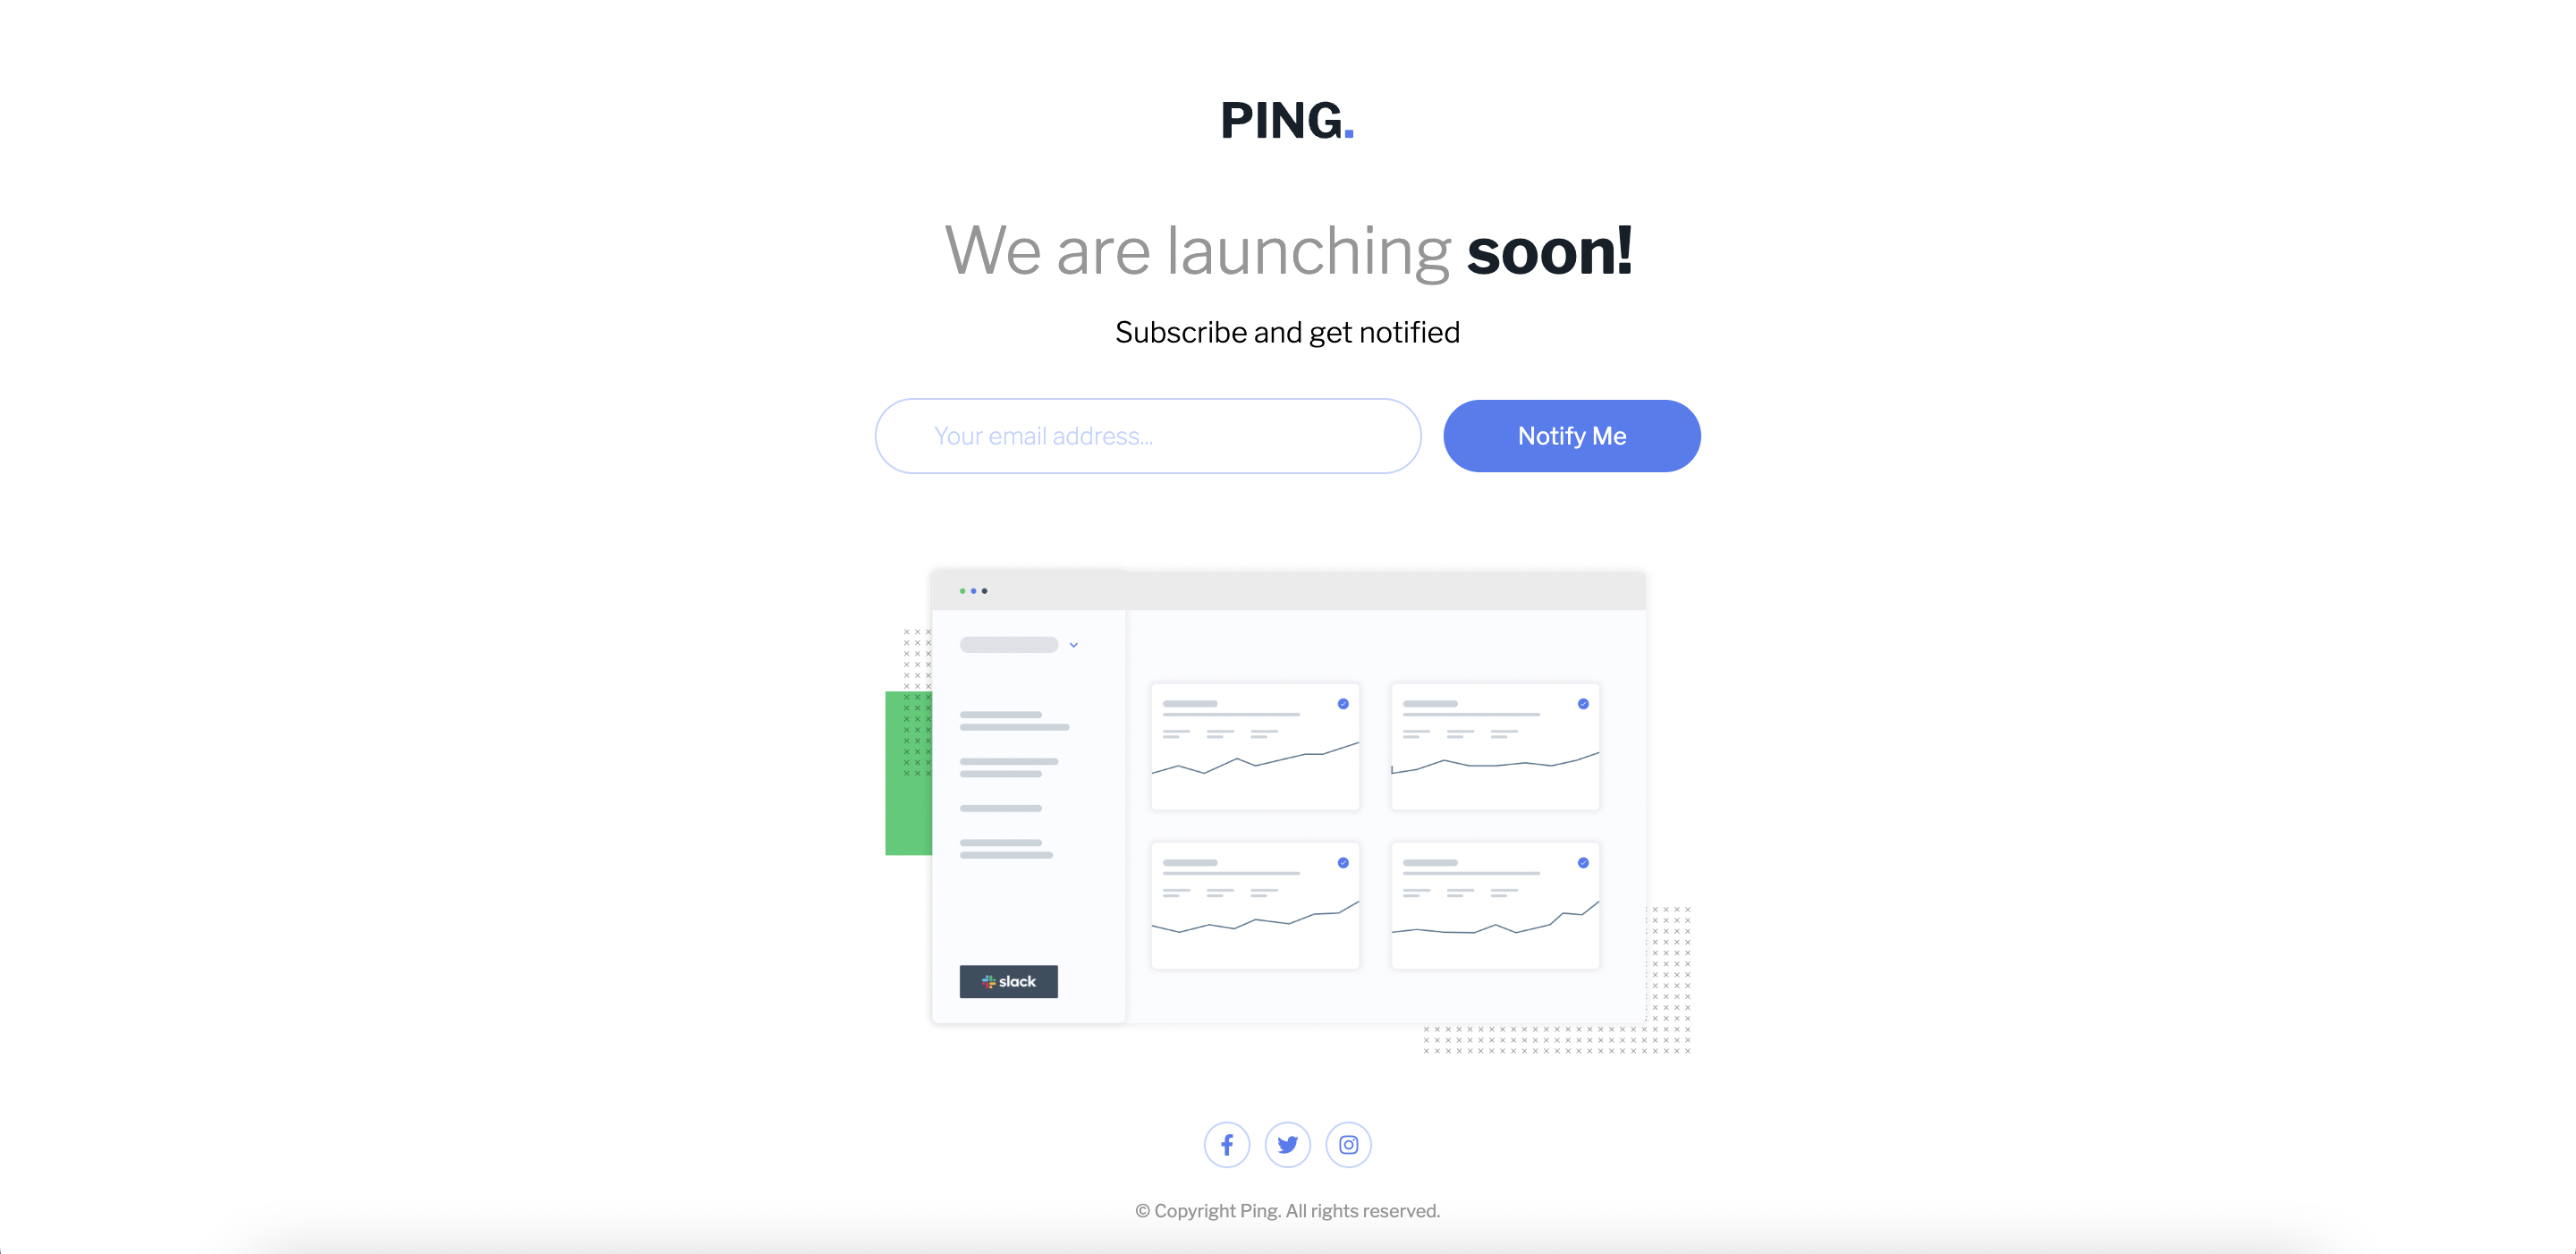 PING.
We are launching soon!
Subscribe and get notified
Your email address...
Notify Me
slack
© Copyright Ping. All rights reserved.